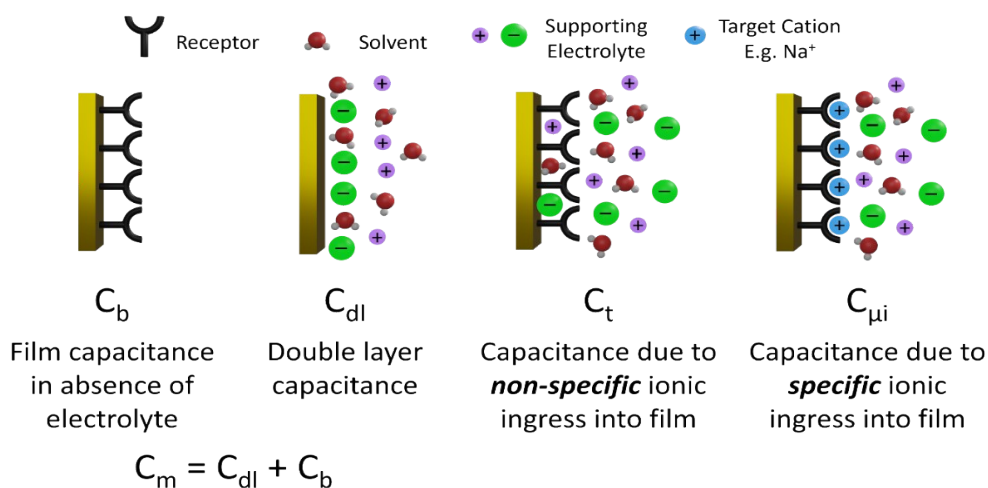 Receptor
Solvent
Supporting
Electrolyte
Target Cation
E.g. Na⁺
C_b
Film capacitance
in absence of
electrolyte
C_dl
Double layer
capacitance
C_t
Capacitance due to
non-specific ionic
ingress into film
C_μi
Capacitance due to
specific ionic
ingress into film
C_m = C_dl + C_b